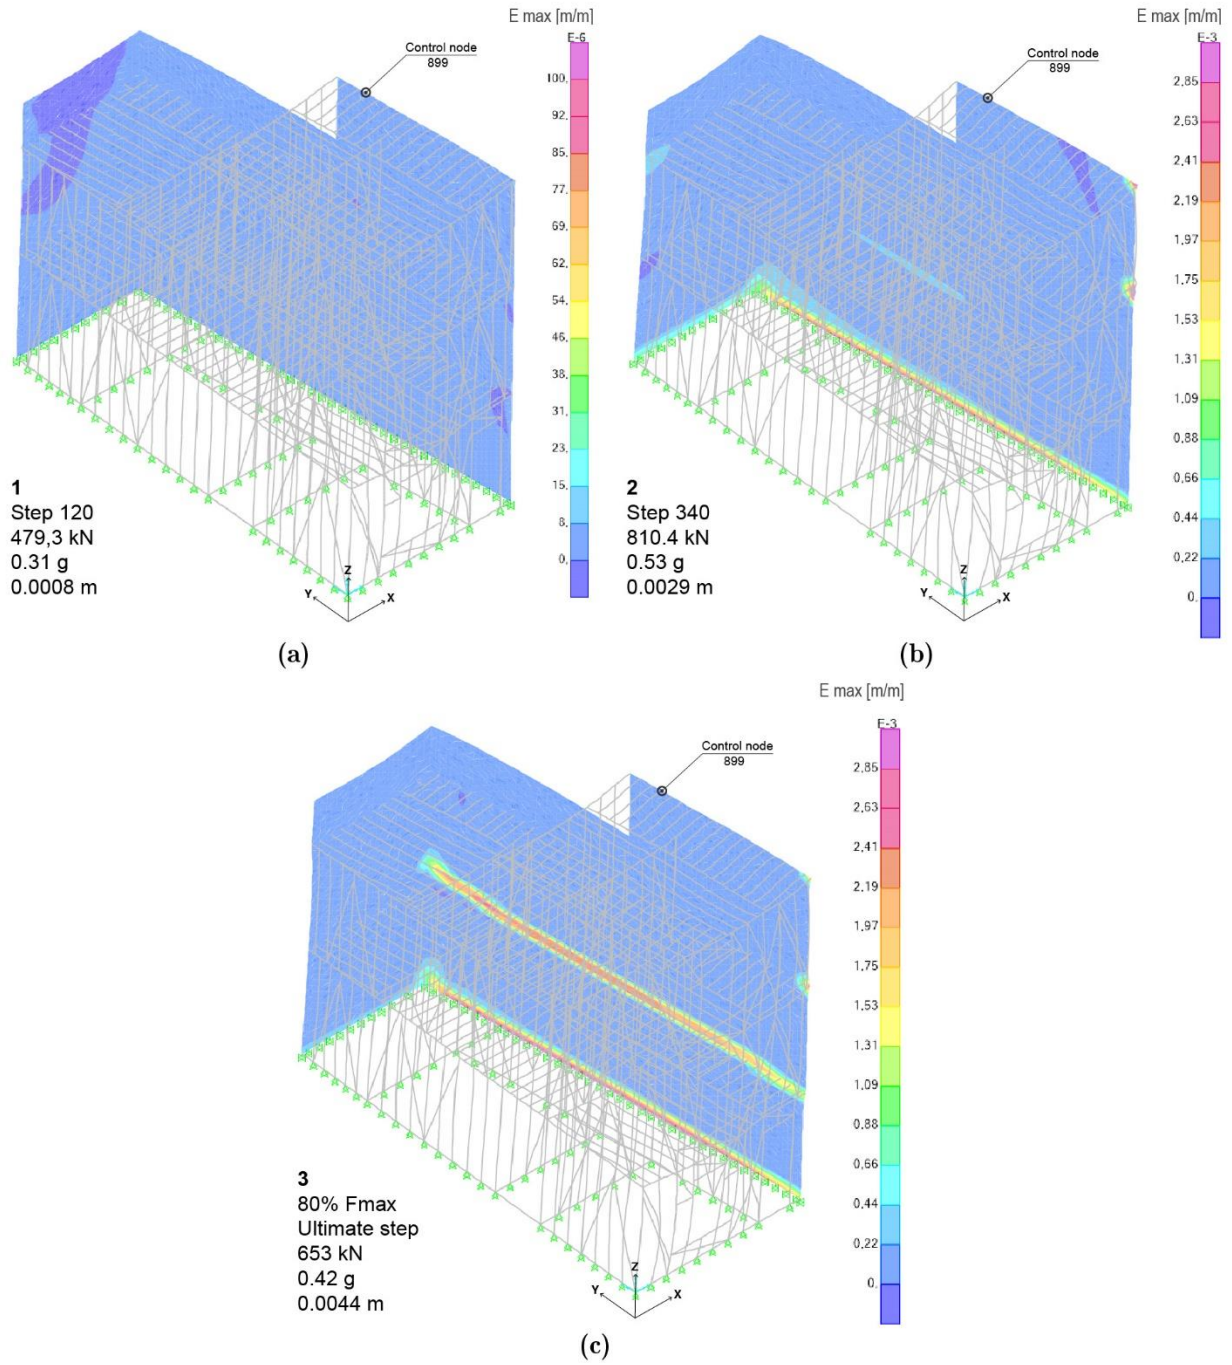 E max [m/m]
E-6
Control node
899
100,
92,
85,
77,
69,
62,
54,
46,
38,
31,
23,
15,
8,
0,
1
Step 120
479,3 kN
0.31 g
0.0008 m
Z
Y
X
(a)
E max [m/m]
E-3
Control node
899
2,85
2,63
2,41
2,19
1,97
1,75
1,53
1,31
1,09
0,88
0,66
0,44
0,22
0,
2
Step 340
810.4 kN
0.53 g
0.0029 m
Z
Y
X
(b)
E max [m/m]
E-3
Control node
899
2,85
2,63
2,41
2,19
1,97
1,75
1,53
1,31
1,09
0,88
0,66
0,44
0,22
0,
3
80% Fmax
Ultimate step
653 kN
0.42 g
0.0044 m
Z
Y
X
(c)